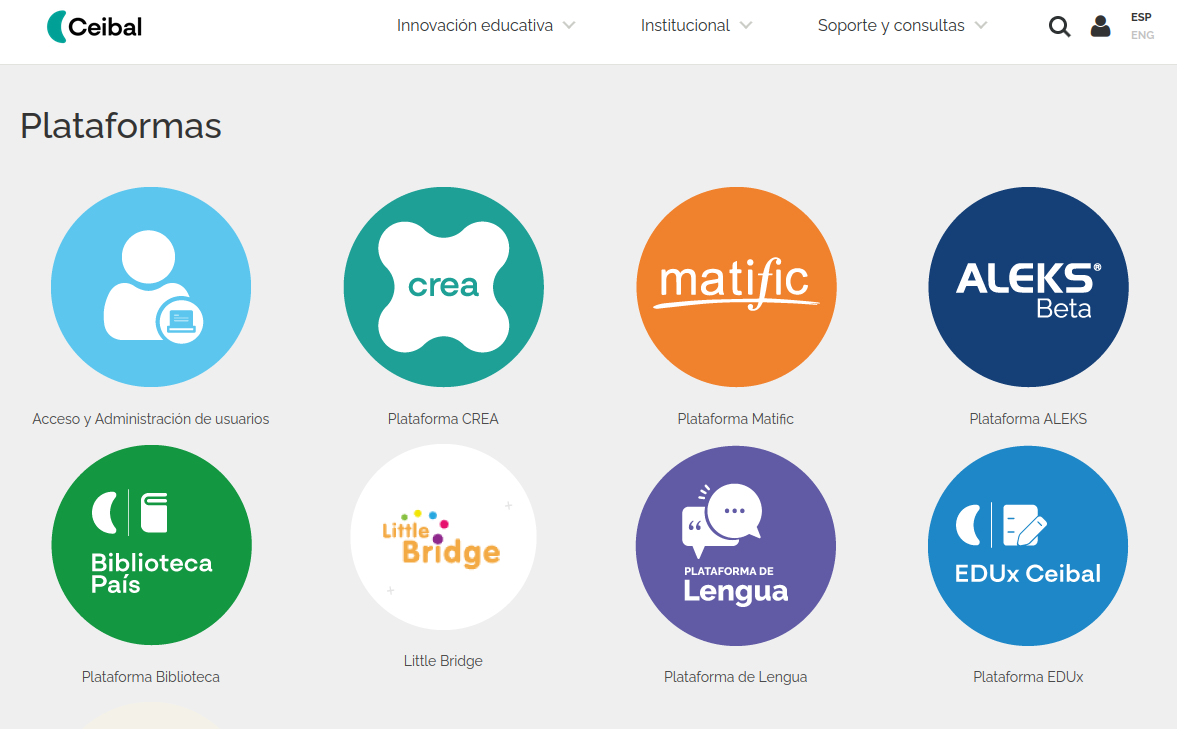 Ceibal
Innovación educativa
Institucional
Soporte y consultas
ESP
ENG
Plataformas
crea
matific
ALEKS®
Beta
Acceso y Administración de usuarios
Plataforma CREA
Plataforma Matific
Plataforma ALEKS
Biblioteca
País
Little
Bridge
PLATAFORMA DE
Lengua
EDUx Ceibal
Plataforma Biblioteca
Little Bridge
Plataforma de Lengua
Plataforma EDUx